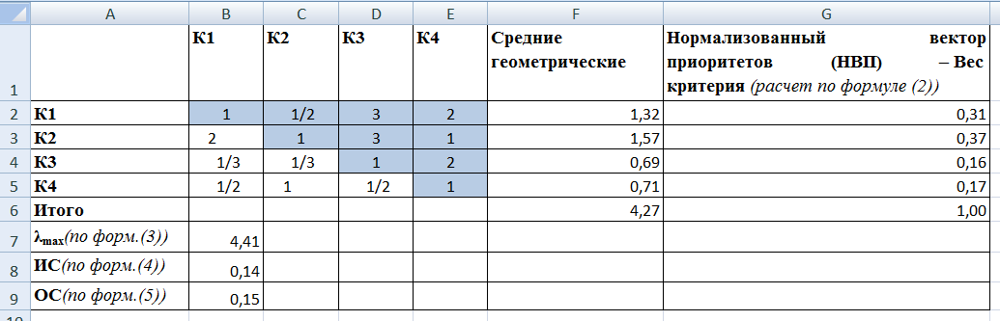 A B C D E F G
К1 К2 К3 К4 Средние Нормализованный вектор
геометрические приоритетов (НВП) – Вес
1 критерия (расчет по формуле (2))
2 К1 1 1/2 3 2 1,32 0,31
3 К2 2 1 3 1 1,57 0,37
4 К3 1/3 1/3 1 2 0,69 0,16
5 К4 1/2 1 1/2 1 0,71 0,17
6 Итого 4,27 1,00
7 λmax(по форм.(3)) 4,41
8 ИС(по форм.(4)) 0,14
9 ОС(по форм.(5)) 0,15
10